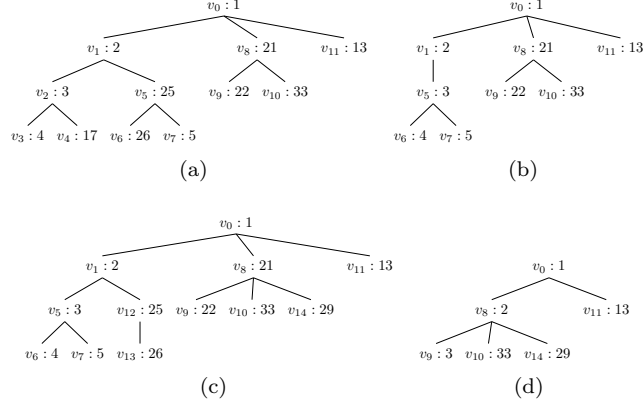 v0 : 1 v0 : 1
v1 : 2 v8 : 21 v11 : 13 v1 : 2 v8 : 21 v11 : 13
v2 : 3 v5 : 25 v9 : 22 v10 : 33 v5 : 3 v9 : 22 v10 : 33
v3 : 4 v4 : 17 v6 : 26 v7 : 5 v6 : 4 v7 : 5
(a) (b)
v0 : 1
v1 : 2 v8 : 21 v11 : 13 v0 : 1
v5 : 3 v12 : 25 v9 : 22 v10 : 33 v14 : 29 v8 : 2 v11 : 13
v6 : 4 v7 : 5 v13 : 26 v9 : 3 v10 : 33 v14 : 29
(c) (d)